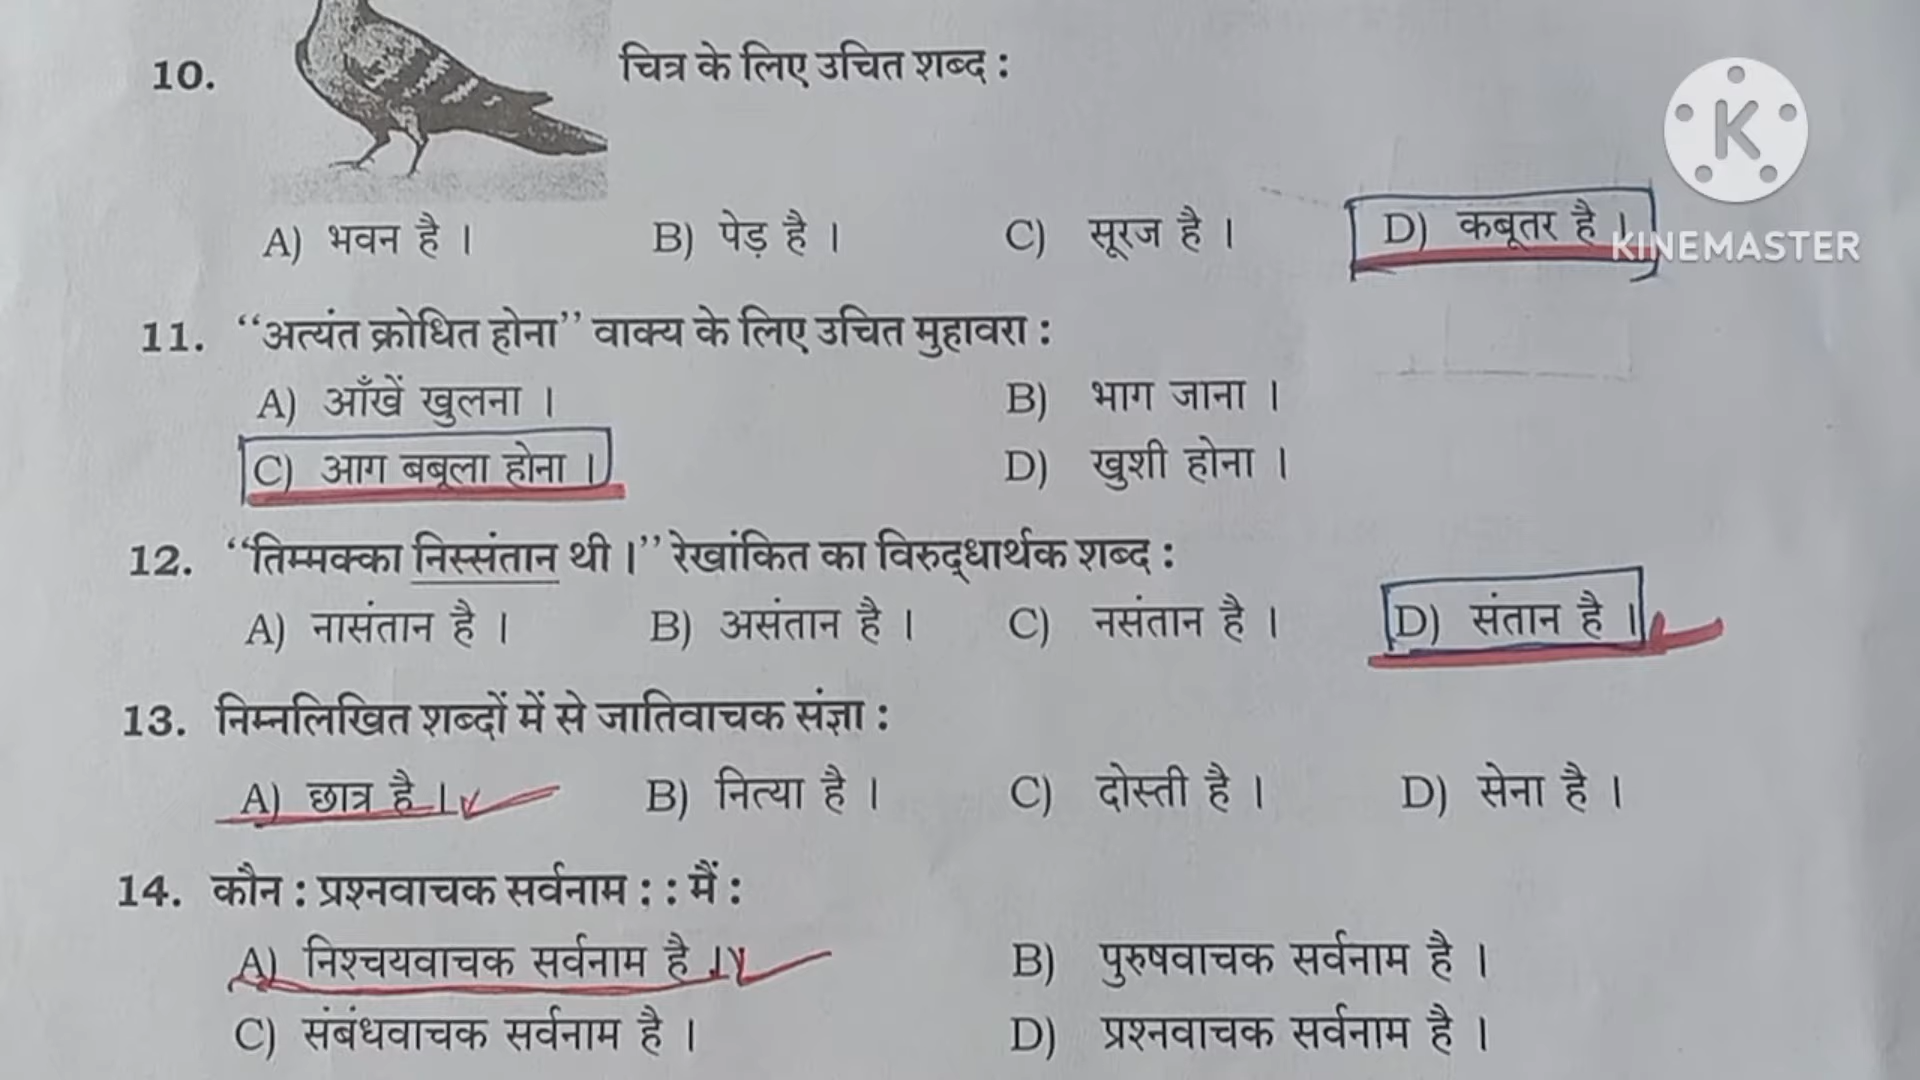 10. चित्र के लिए उचित शब्द :
A) भवन है । B) पेड़ है । C) सूरज है । D) कबूतर है ।
K
KINEMASTER
11. “अत्यंत क्रोधित होना” वाक्य के लिए उचित मुहावरा :
A) आँखें खुलना । B) भाग जाना ।
C) आग बबूला होना । D) खुशी होना ।
12. “तिम्मक्का निस्संतान थी ।” रेखांकित का विरुद्धार्थक शब्द :
A) नासंतान है । B) असंतान है । C) नसंतान है । D) संतान है ।
13. निम्नलिखित शब्दों में से जातिवाचक संज्ञा :
A) छात्र है । B) नित्या है । C) दोस्ती है । D) सेना है ।
14. कौन : प्रश्नवाचक सर्वनाम : : मैं :
A) निश्चयवाचक सर्वनाम है । B) पुरुषवाचक सर्वनाम है ।
C) संबंधवाचक सर्वनाम है । D) प्रश्नवाचक सर्वनाम है ।